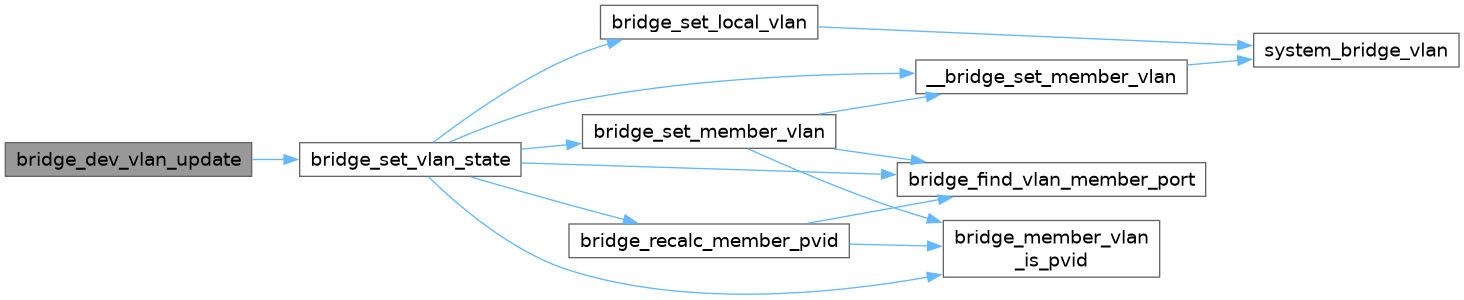 bridge_dev_vlan_update
bridge_set_vlan_state
bridge_set_local_vlan
system_bridge_vlan
__bridge_set_member_vlan
bridge_set_member_vlan
bridge_find_vlan_member_port
bridge_recalc_member_pvid
bridge_member_vlan
_is_pvid